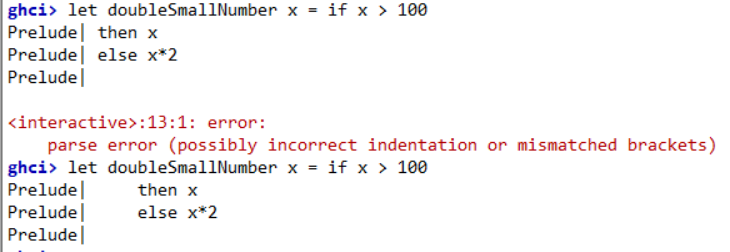 ghci> let doubleSmallNumber x = if x > 100
Prelude| then x
Prelude| else x*2
Prelude|
<interactive>:13:1: error:
    parse error (possibly incorrect indentation or mismatched brackets)
ghci> let doubleSmallNumber x = if x > 100
Prelude|     then x
Prelude|     else x*2
Prelude|